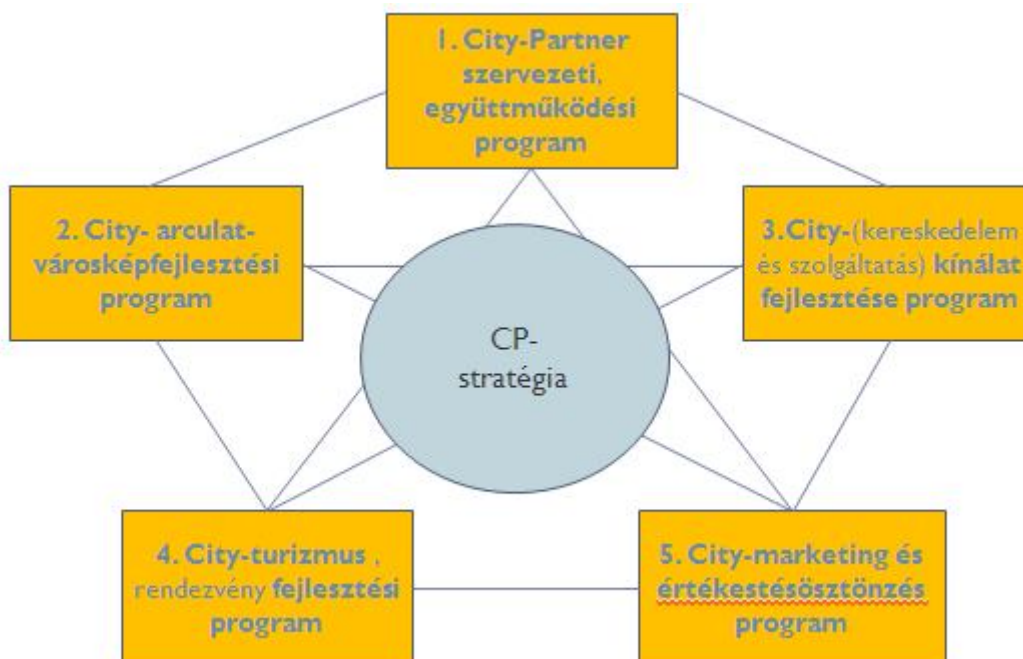 1. City-Partner
szervezeti,
együttműködési
program
2. City- arculat-
városképfejlesztési
program
3.City-(kereskedelem
és szolgáltatás) kínálat
fejlesztése program
CP-
stratégia
4. City-turizmus ,
rendezvény fejlesztési
program
5. City-marketing és
értékestésösztönzés
program